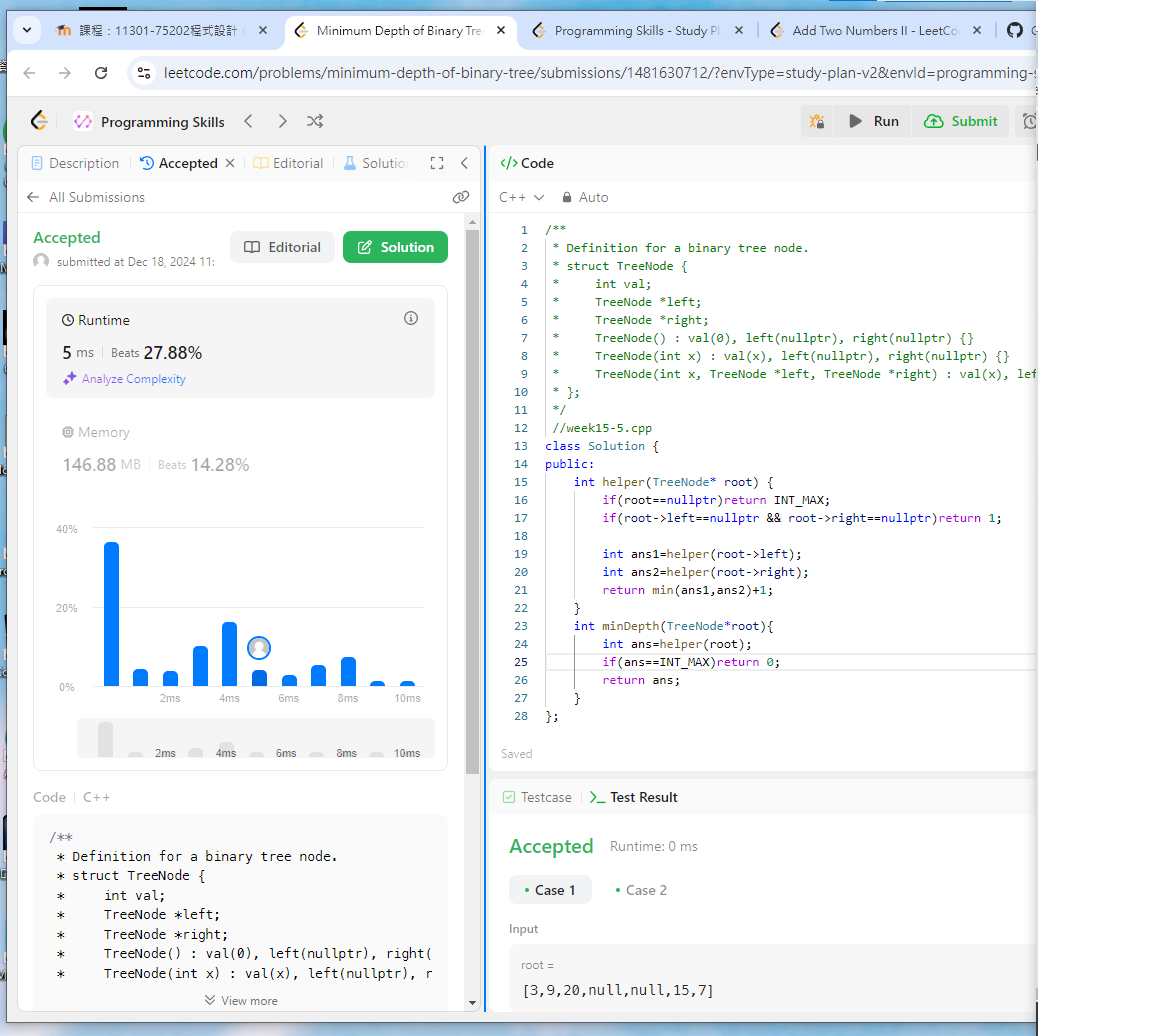 課程：11301-75202程式設計
Minimum Depth of Binary Tre
Programming Skills - Study Pl
Add Two Numbers II - LeetCo
leetcode.com/problems/minimum-depth-of-binary-tree/submissions/1481630712/?envType=study-plan-v2&envId=programming-s
Programming Skills
Run
Submit
Description
Accepted
Editorial
Solutio
All Submissions
Accepted
submitted at Dec 18, 2024 11:
Editorial
Solution
Runtime
5 ms
Beats 27.88%
Analyze Complexity
Memory
146.88 MB
Beats 14.28%
40%
20%
0%
2ms 4ms 6ms 8ms 10ms
2ms 4ms 6ms 8ms 10ms
Code
C++
/**
* Definition for a binary tree node.
* struct TreeNode {
*     int val;
*     TreeNode *left;
*     TreeNode *right;
*     TreeNode() : val(0), left(nullptr), right(
*     TreeNode(int x) : val(x), left(nullptr), r
View more
</> Code
C++
Auto
1 /**
2  * Definition for a binary tree node.
3  * struct TreeNode {
4  *     int val;
5  *     TreeNode *left;
6  *     TreeNode *right;
7  *     TreeNode() : val(0), left(nullptr), right(nullptr) {}
8  *     TreeNode(int x) : val(x), left(nullptr), right(nullptr) {}
9  *     TreeNode(int x, TreeNode *left, TreeNode *right) : val(x), lef
10  * };
11  */
12  //week15-5.cpp
13 class Solution {
14 public:
15     int helper(TreeNode* root) {
16         if(root==nullptr)return INT_MAX;
17         if(root->left==nullptr && root->right==nullptr)return 1;
18
19         int ans1=helper(root->left);
20         int ans2=helper(root->right);
21         return min(ans1,ans2)+1;
22     }
23     int minDepth(TreeNode*root){
24         int ans=helper(root);
25         if(ans==INT_MAX)return 0;
26         return ans;
27     }
28 };
Saved
Testcase
Test Result
Accepted
Runtime: 0 ms
Case 1
Case 2
Input
root =
[3,9,20,null,null,15,7]